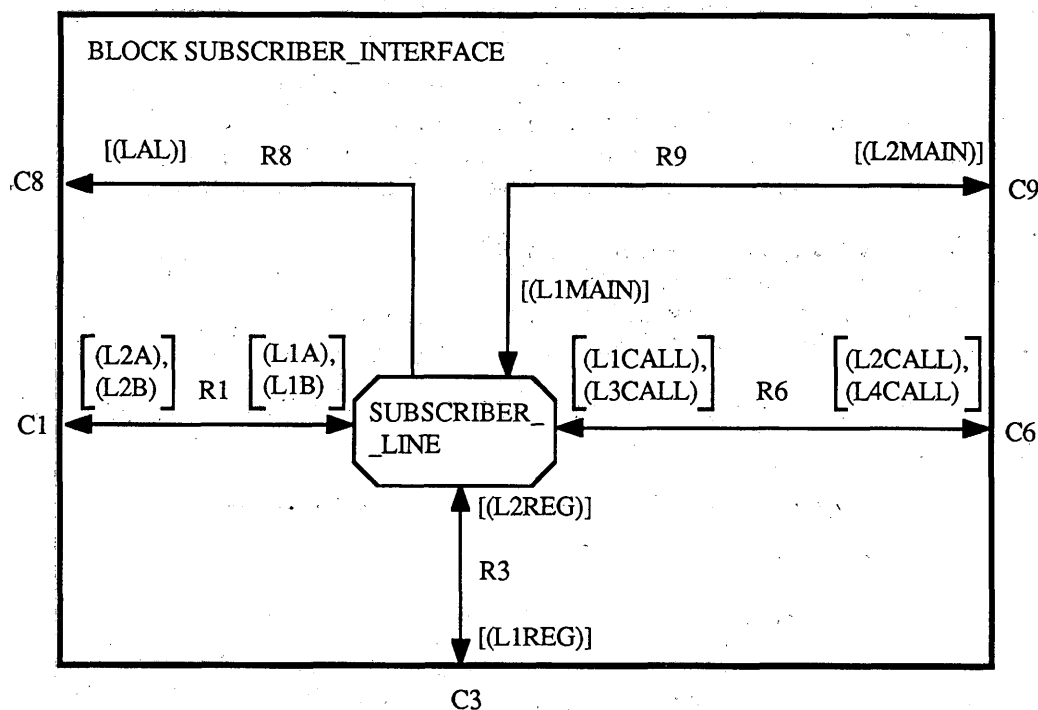 BLOCK SUBSCRIBER_INTERFACE
[(LAL)]
R8
R9
[(L2MAIN)]
C8
C9
[(L1MAIN)]
[(L2A),
(L2B)]
R1
[(L1A),
(L1B)]
[(L1CALL),
(L3CALL)]
R6
[(L2CALL),
(L4CALL)]
C1
SUBSCRIBER_
_LINE
C6
[(L2REG)]
R3
[(L1REG)]
C3